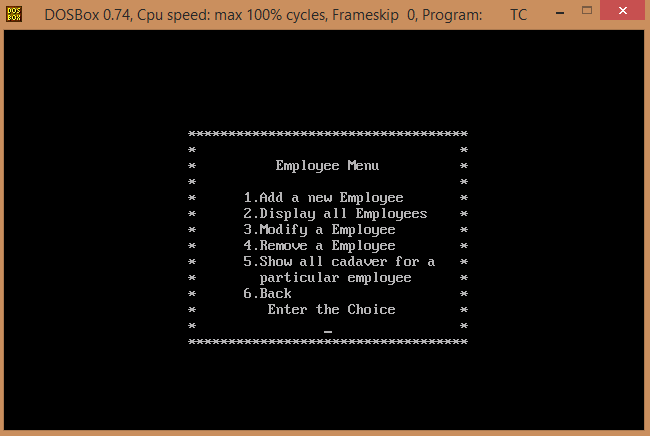 DOS BOX
DOSBox 0.74, Cpu speed: max 100% cycles, Frameskip 0, Program: TC
***********************************
* *
* Employee Menu *
* *
* 1.Add a new Employee *
* 2.Display all Employees *
* 3.Modify a Employee *
* 4.Remove a Employee *
* 5.Show all cadaver for a *
* particular employee *
* 6.Back *
* Enter the Choice *
* _ *
***********************************